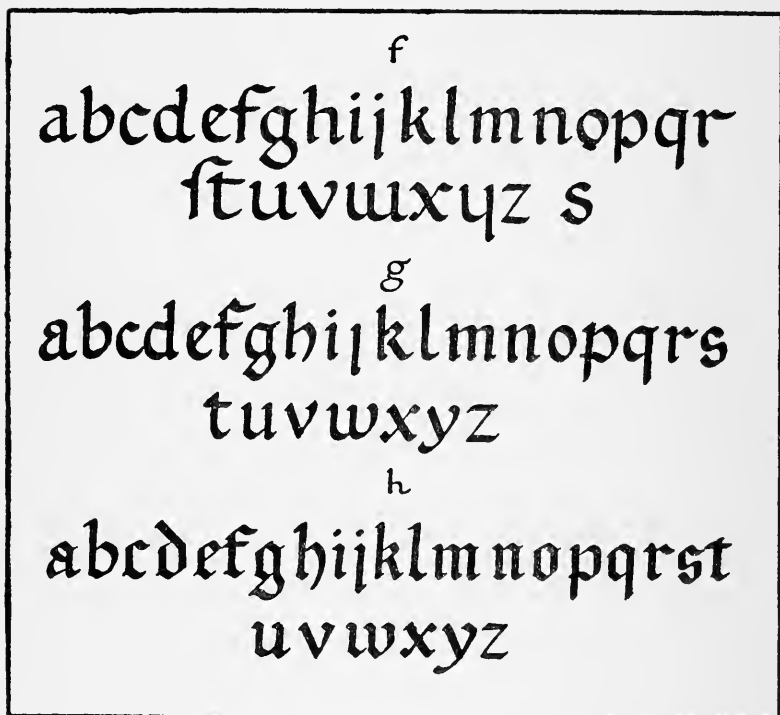 f
abcdefghijklmnopqr
ſtuvwxyz s
g
abcdefghijklmnopqrs
tuvwxyz
h
abcdefghijklmnopqrst
uvwxyz